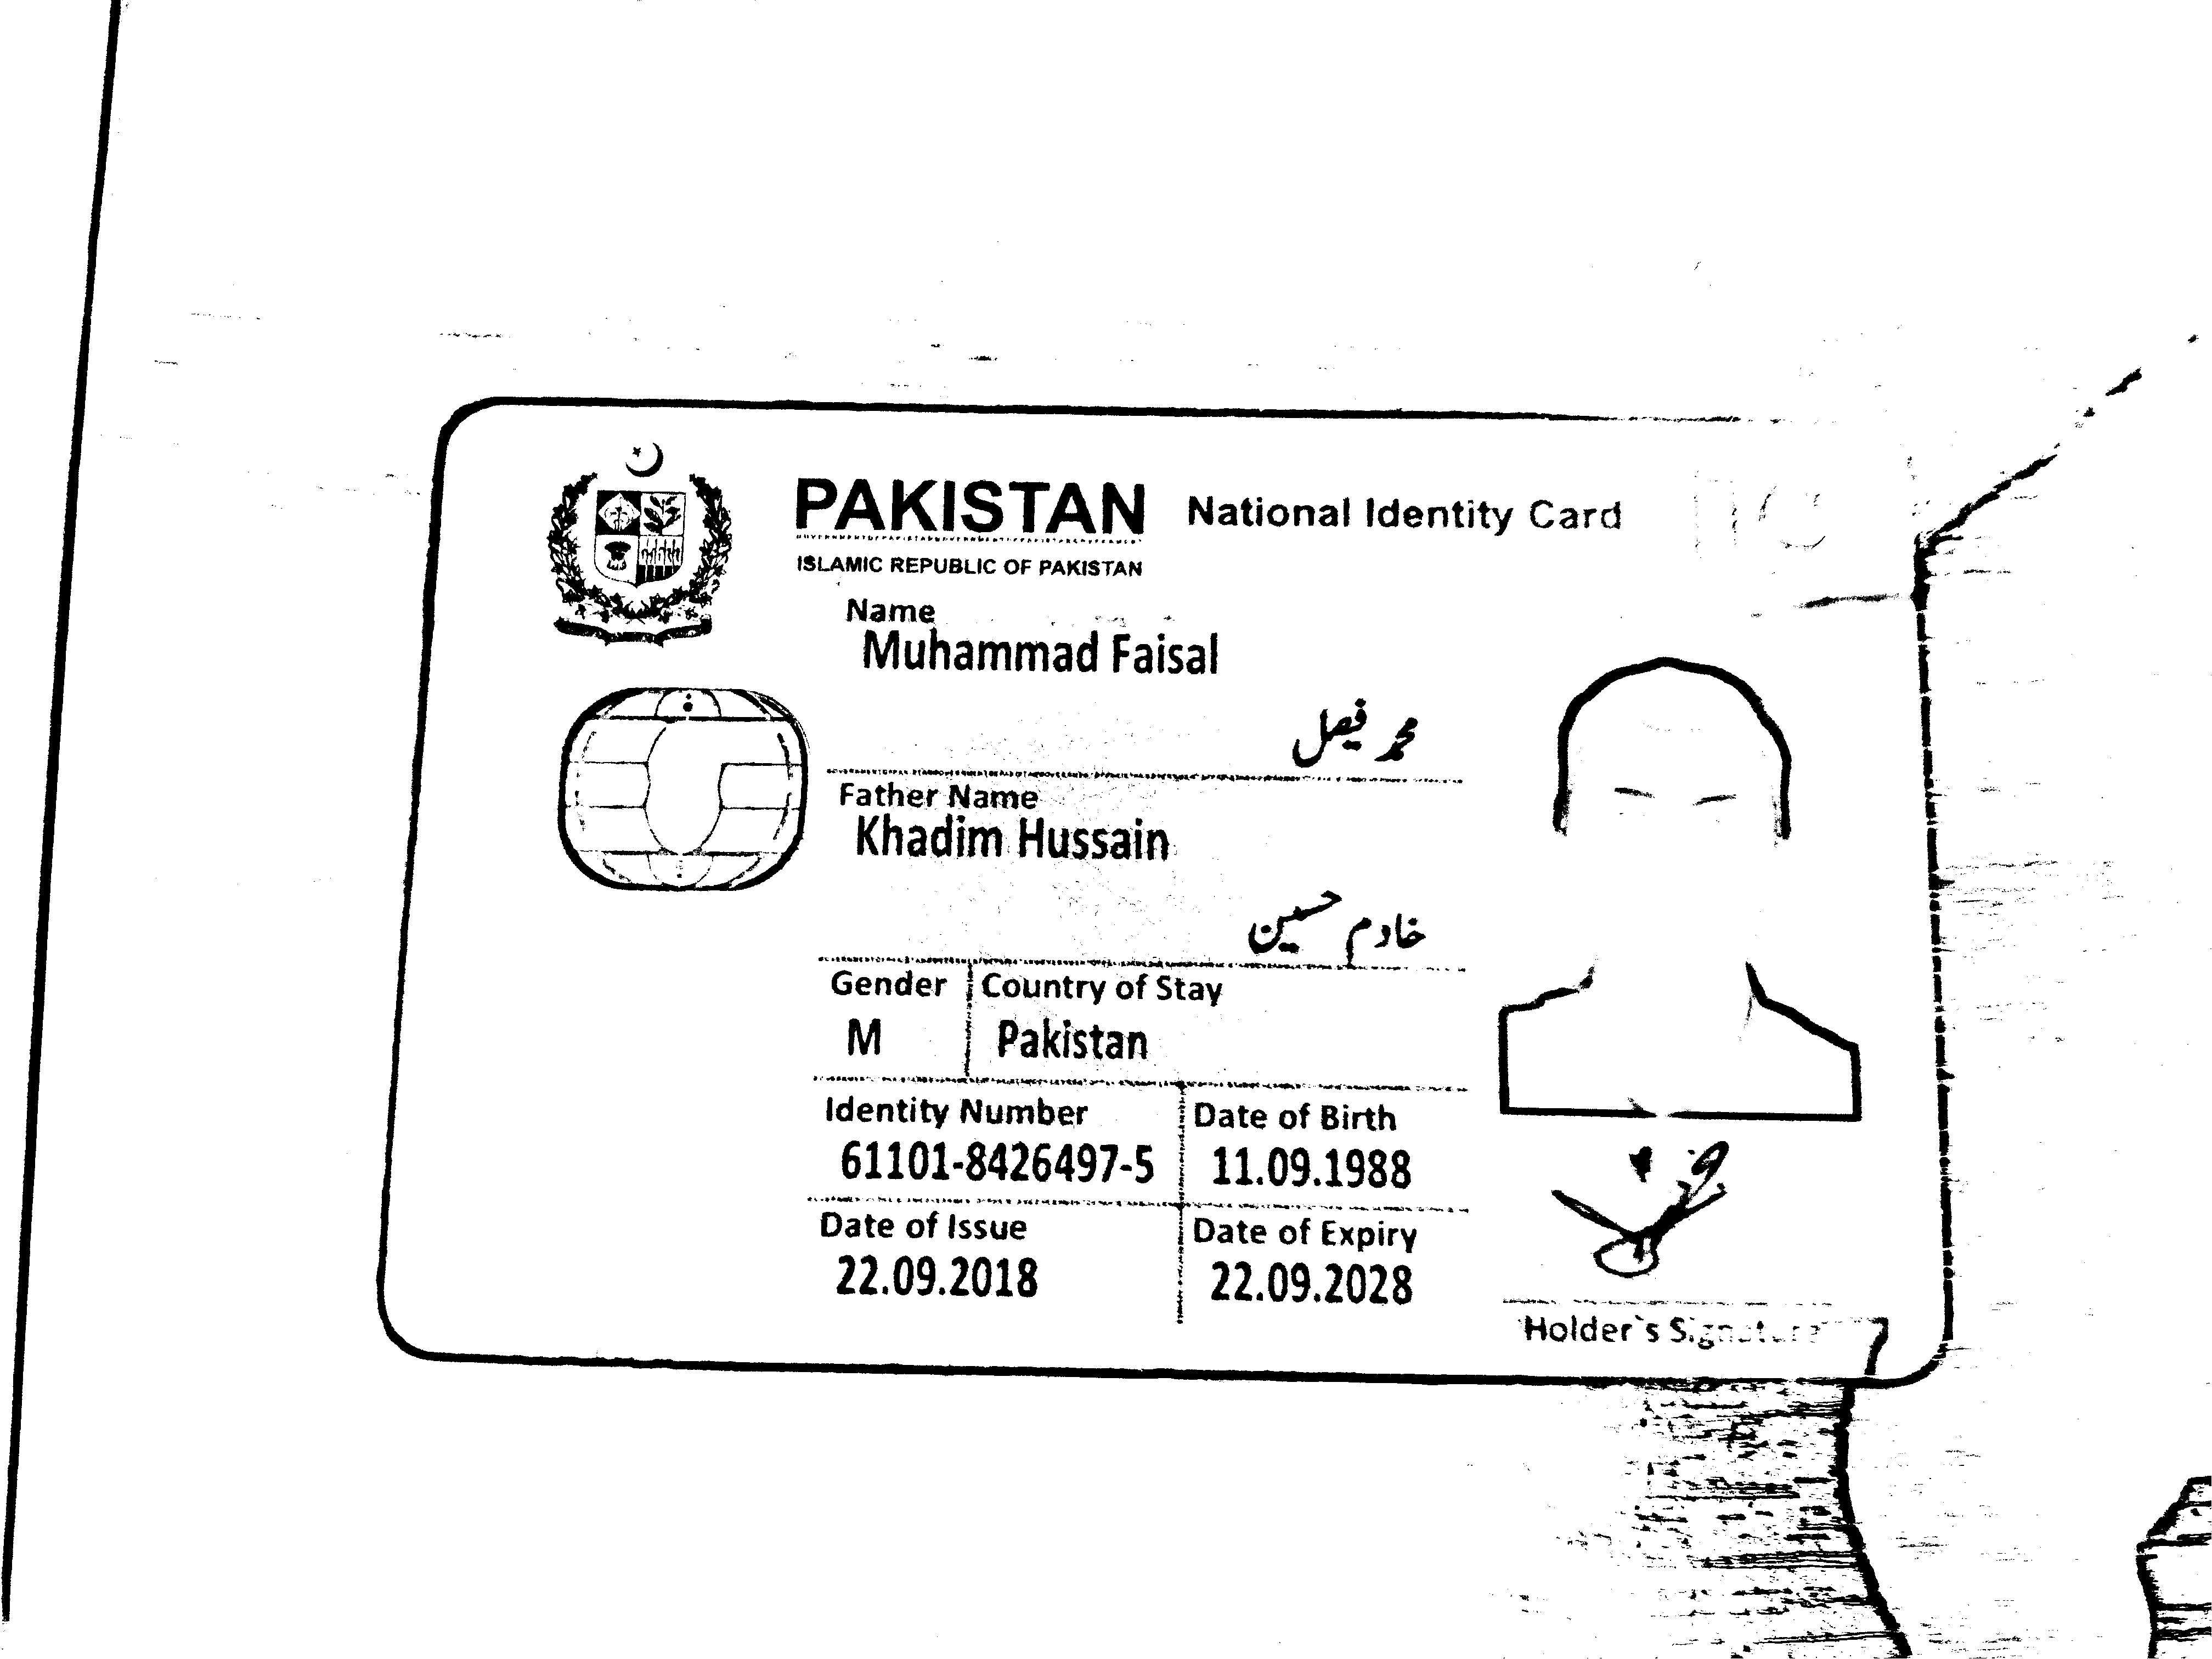 PAKISTAN National Identity Card
ISLAMIC REPUBLIC OF PAKISTAN
Name
Muhammad Faisal
محمد فیصل
Father Name
Khadim Hussain
خادم حسین
Gender Country of Stay
M Pakistan
Identity Number Date of Birth
61101-8426497-5 11.09.1988
Date of Issue Date of Expiry
22.09.2018 22.09.2028
Holder`s Signature